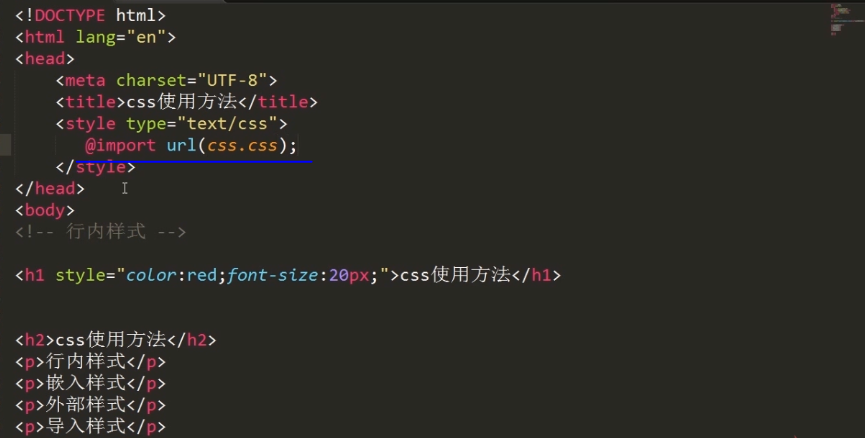 <!DOCTYPE html>
<html lang="en">
<head>
<meta charset="UTF-8">
<title>css使用方法</title>
<style type="text/css">
@import url(css.css);
</style>
</head>
<body>
<!-- 行内样式 -->
<h1 style="color:red;font-size:20px;">css使用方法</h1>
<h2>css使用方法</h2>
<p>行内样式</p>
<p>嵌入样式</p>
<p>外部样式</p>
<p>导入样式</p>